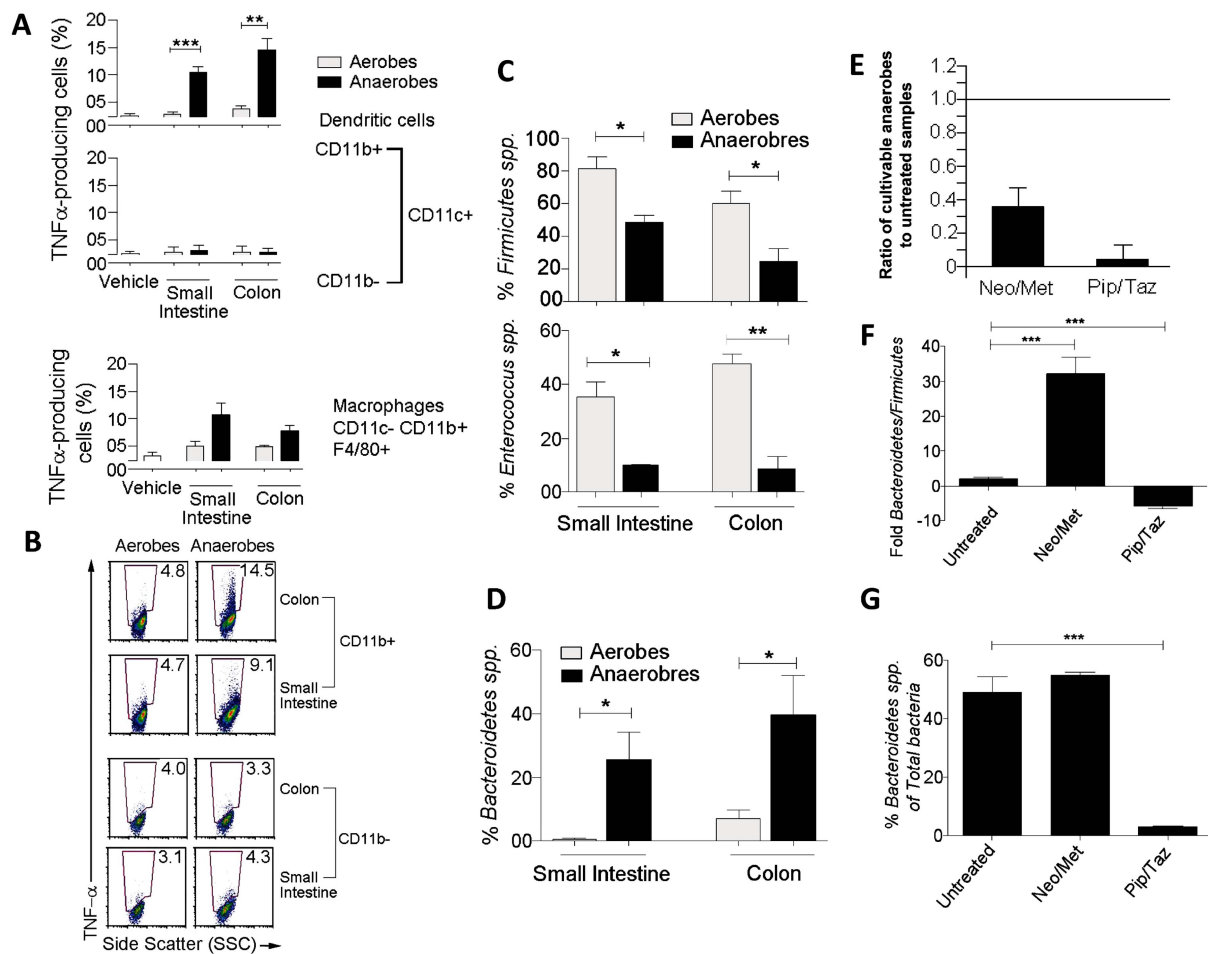 A
TNFα-producing cells (%)
20
15
10
05
00
***
**
Aerobes
Anaerobes
Dendritic cells
CD11b+
CD11c+
CD11b-
20
15
10
05
00
Vehicle
Small
Intestine
Colon
TNFα-producing
cells (%)
20
15
10
05
00
Vehicle
Small
Intestine
Colon
Macrophages
CD11c- CD11b+
F4/80+
B
Aerobes Anaerobes
4.8 14.5
Colon
CD11b+
4.7 9.1
Small
Intestine
4.0 3.3
Colon
CD11b-
3.1 4.3
Small
Intestine
TNF-α
Side Scatter (SSC)
C
Aerobes
Anaerobres
% Firmicutes spp.
100
80
60
40
20
00
*
*
% Enterococcus spp.
60
40
20
00
*
**
Small Intestine Colon
D
Aerobes
Anaerobres
% Bacteroidetes spp.
60
40
20
00
*
*
Small Intestine Colon
E
Ratio of cultivable anaerobes
to untreated samples
1.2
1.0
0.8
0.6
0.4
0.2
0
Neo/Met Pip/Taz
F
Fold Bacteroidetes/Firmicutes
40
30
20
10
0
-10
***
***
Untreated
Neo/Met
Pip/Taz
G
% Bacteroidetes spp.
of Total bacteria
60
40
20
0
***
Untreated
Neo/Met
Pip/Taz